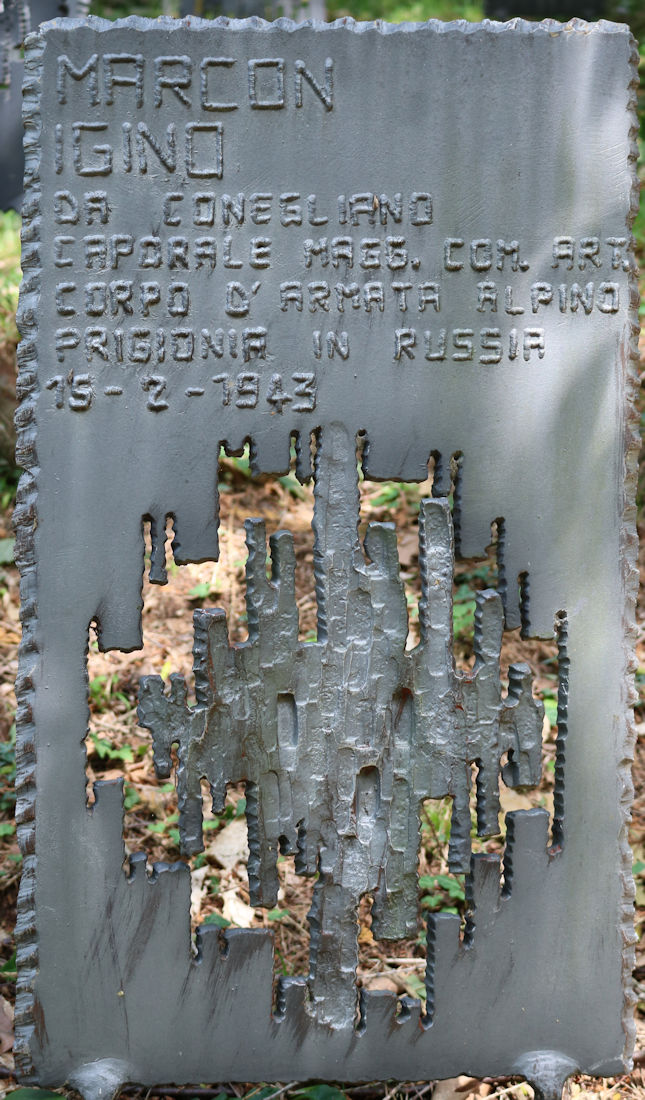 MARCON
IGINO
DA CONEGLIANO
CAPORALE MAGG. COM. ART.
CORPO D'ARMATA ALPINO
PRIGIONIA IN RUSSIA
15-2-1943